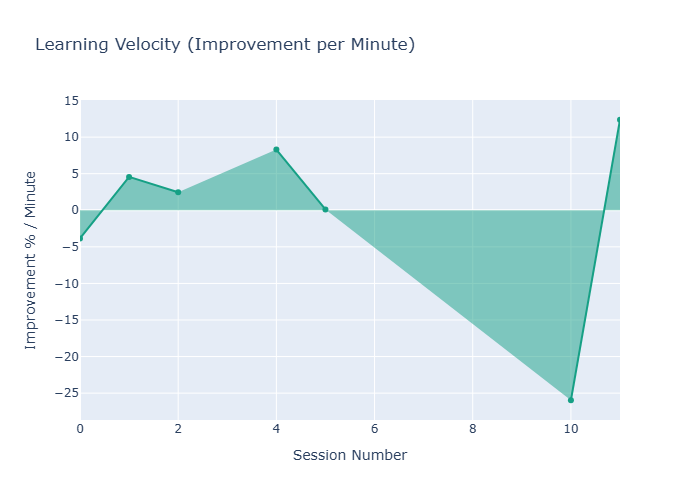 Learning Velocity (Improvement per Minute)
Improvement % / Minute
15
10
5
0
−5
−10
−15
−20
−25
0 2 4 6 8 10
Session Number